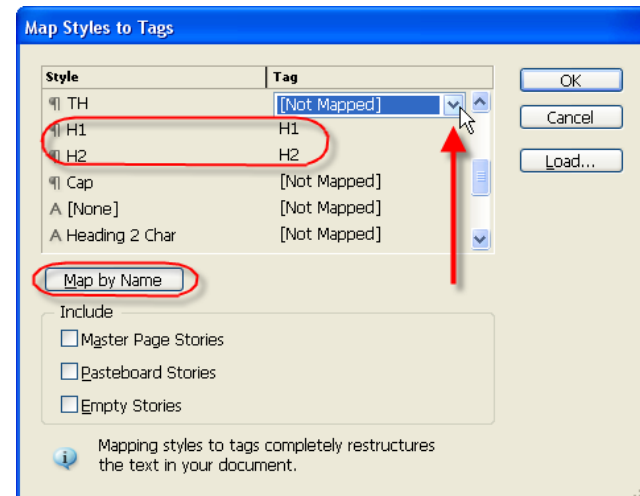 Map Styles to Tags
Style Tag
¶ TH [Not Mapped]
¶ H1 H1
¶ H2 H2
¶ Cap [Not Mapped]
A [None] [Not Mapped]
A Heading 2 Char [Not Mapped]
OK
Cancel
Load...
Map by Name
Include
Master Page Stories
Pasteboard Stories
Empty Stories
Mapping styles to tags completely restructures
the text in your document.